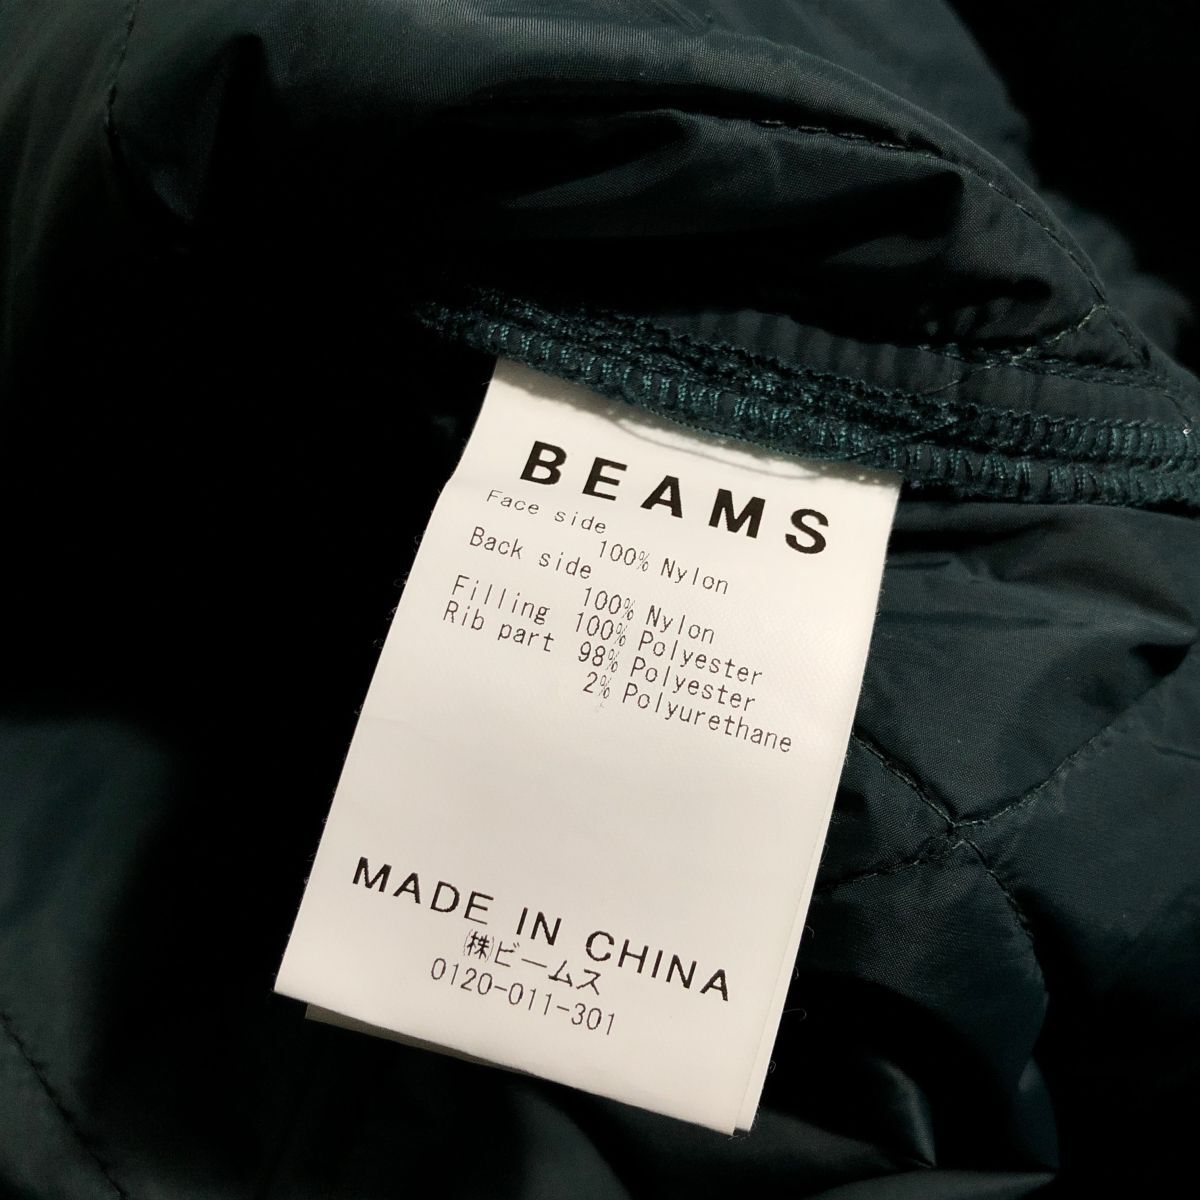 BEAMS
Face side
100% Nylon
Back side
100% Nylon
Filling 100% Polyester
Rib part 98% Polyester
2% Polyurethane
MADE IN CHINA
㈱ビームス
0120-011-301